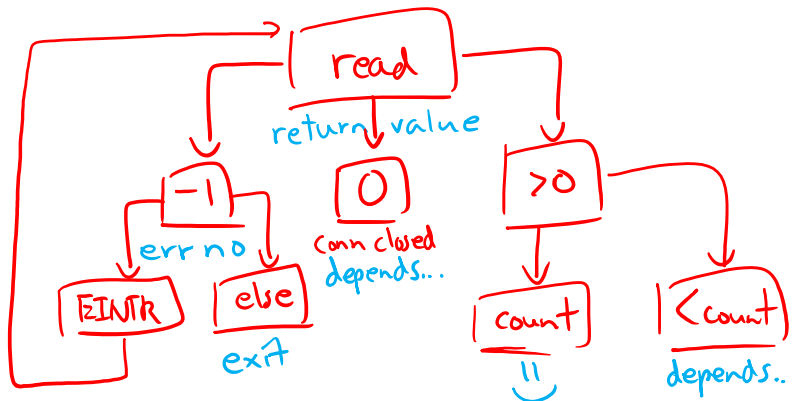 read
return value
-1
0
>0
errno
conn closed
depends...
EINTR
else
count
<count
exit
depends..